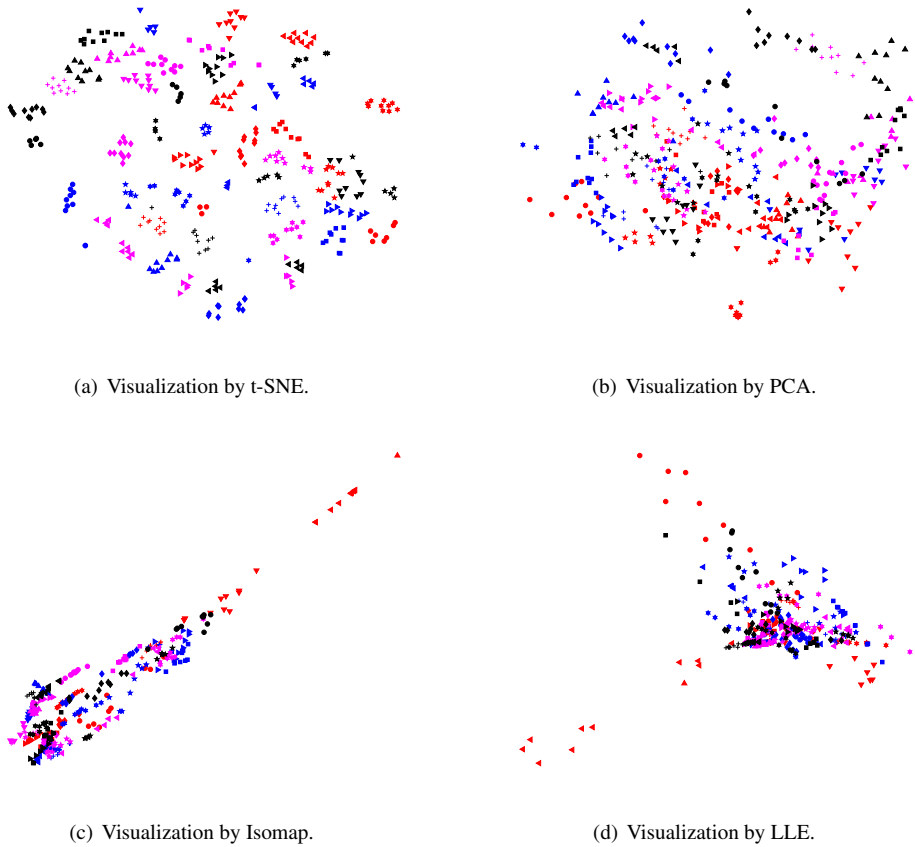 (a) Visualization by t-SNE.
(b) Visualization by PCA.
(c) Visualization by Isomap.
(d) Visualization by LLE.